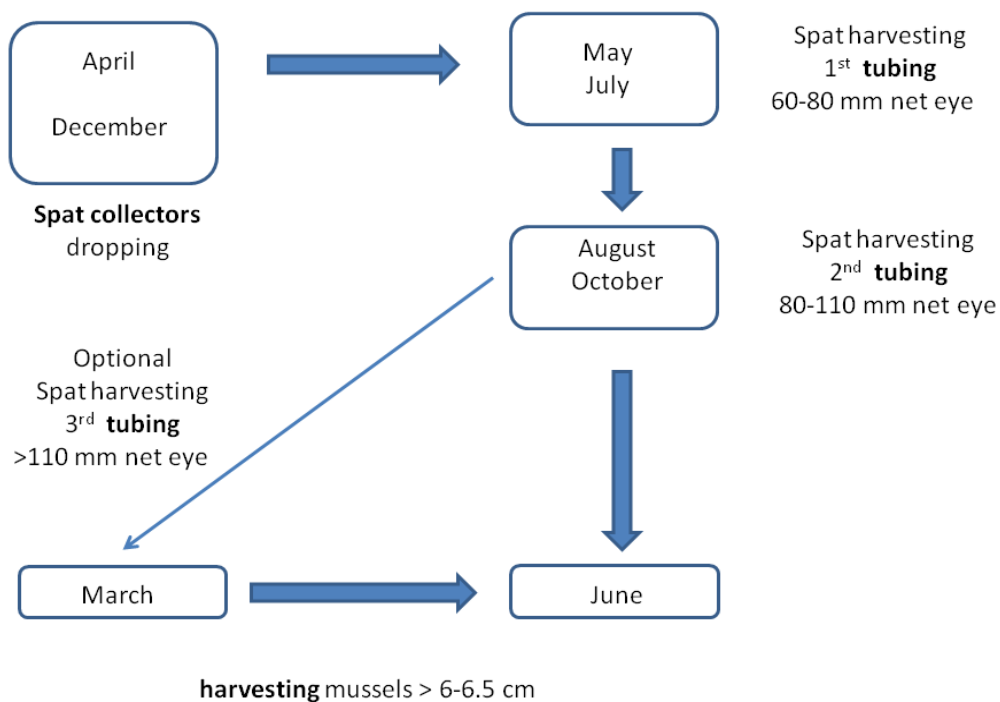 April
December
Spat collectors
dropping
May
July
Spat harvesting
1st tubing
60-80 mm net eye
August
October
Spat harvesting
2nd tubing
80-110 mm net eye
Optional
Spat harvesting
3rd tubing
>110 mm net eye
March
June
harvesting mussels > 6-6.5 cm